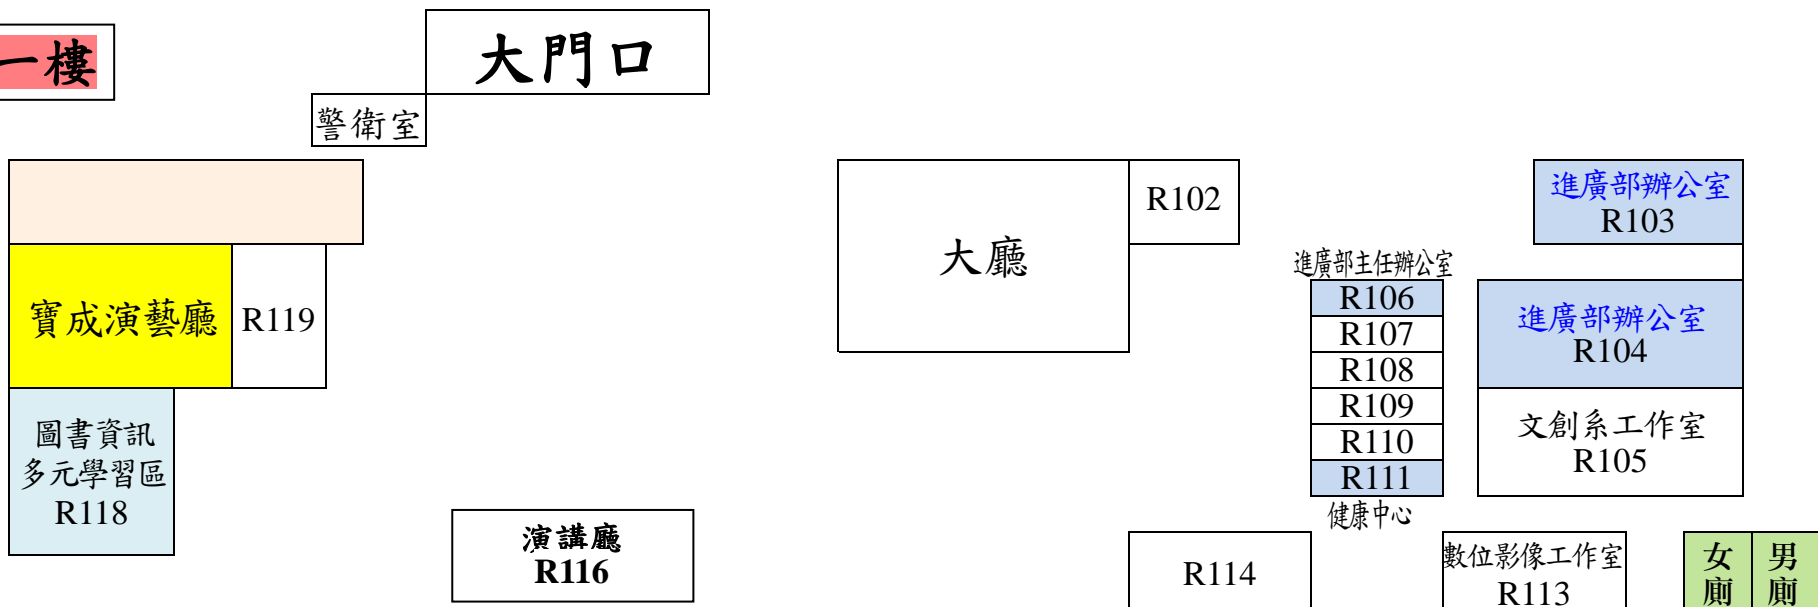 一樓
大門口
警衛室
大廳
R102
進廣部辦公室
R103
寶成演藝廳
R119
進廣部主任辦公室
R106
R107
R108
R109
R110
R111
健康中心
進廣部辦公室
R104
文創系工作室
R105
圖書資訊
多元學習區
R118
演講廳
R116
R114
數位影像工作室
R113
女廁
男廁